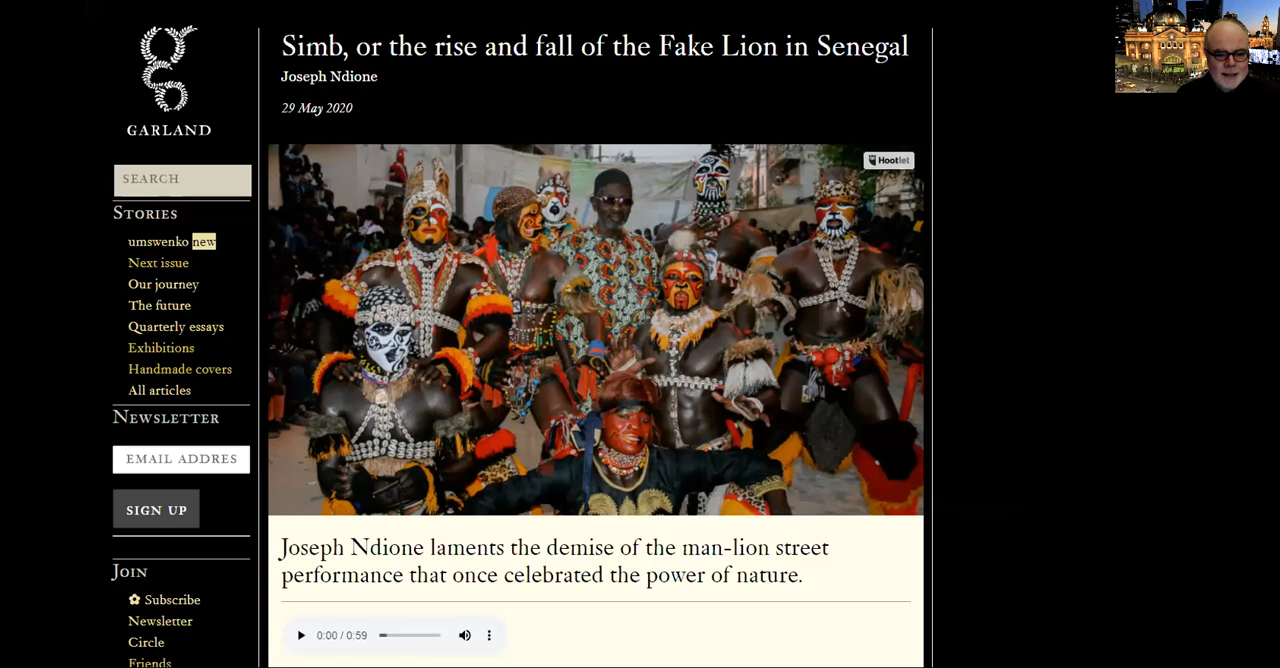 GARLAND
SEARCH
Stories
umswenko new
Next issue
Our journey
The future
Quarterly essays
Exhibitions
Handmade covers
All articles
Newsletter
EMAIL ADDRES
SIGN UP
Join
✿ Subscribe
Newsletter
Circle
Friends
Simb, or the rise and fall of the Fake Lion in Senegal
Joseph Ndione
29 May 2020
Hootlet
Joseph Ndione laments the demise of the man-lion street
performance that once celebrated the power of nature.
0:00 / 0:59